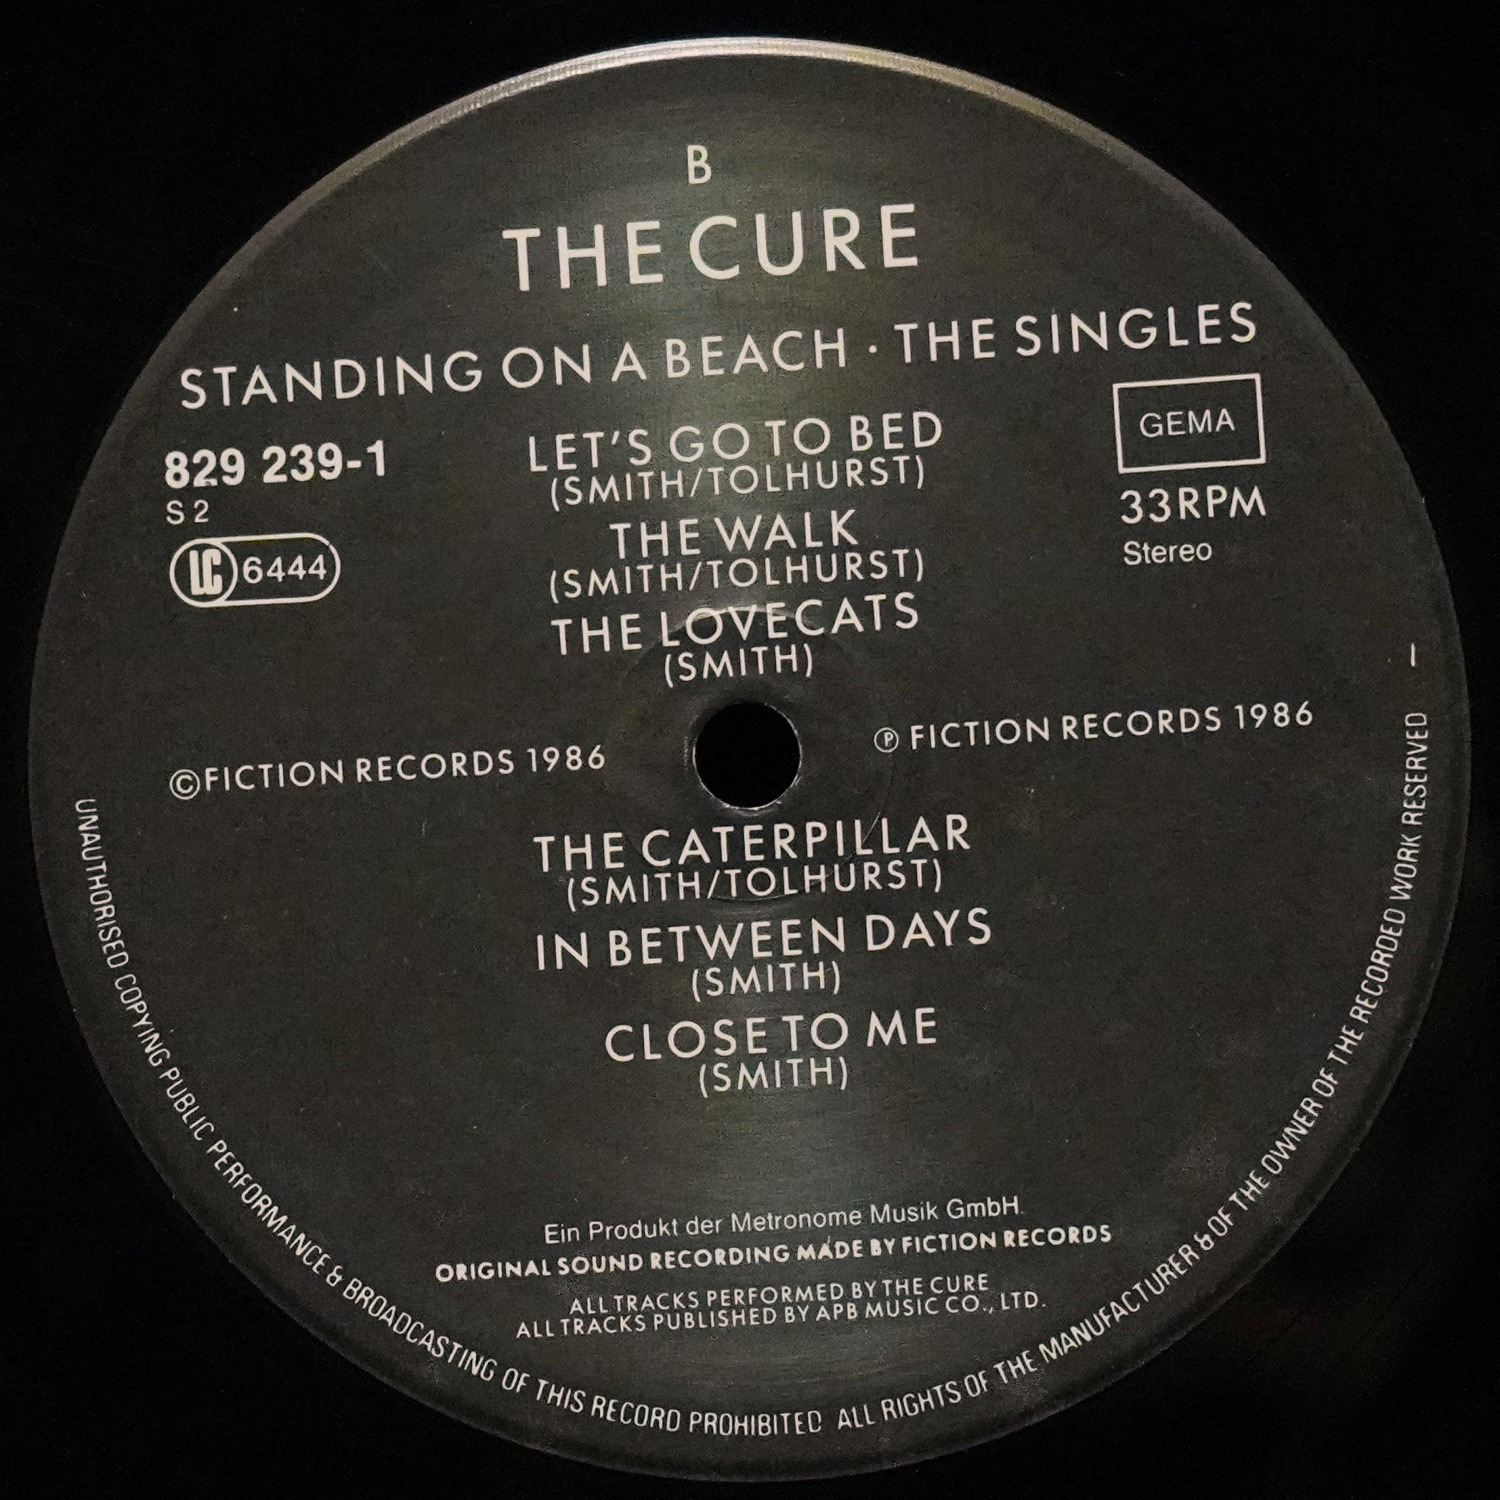 B
THE CURE
STANDING ON A BEACH · THE SINGLES
829 239-1
S 2
LC 6444
GEMA
33RPM
Stereo
LET'S GO TO BED
(SMITH/TOLHURST)
THE WALK
(SMITH/TOLHURST)
THE LOVECATS
(SMITH)
©FICTION RECORDS 1986
℗ FICTION RECORDS 1986
THE CATERPILLAR
(SMITH/TOLHURST)
IN BETWEEN DAYS
(SMITH)
CLOSE TO ME
(SMITH)
Ein Produkt der Metronome Musik GmbH.
ORIGINAL SOUND RECORDING MADE BY FICTION RECORDS
ALL TRACKS PERFORMED BY THE CURE
ALL TRACKS PUBLISHED BY APB MUSIC CO., LTD.
UNAUTHORISED COPYING PUBLIC PERFORMANCE & BROADCASTING OF THIS RECORD PROHIBITED ALL RIGHTS OF THE MANUFACTURER & OF THE OWNER OF THE RECORDED WORK RESERVED